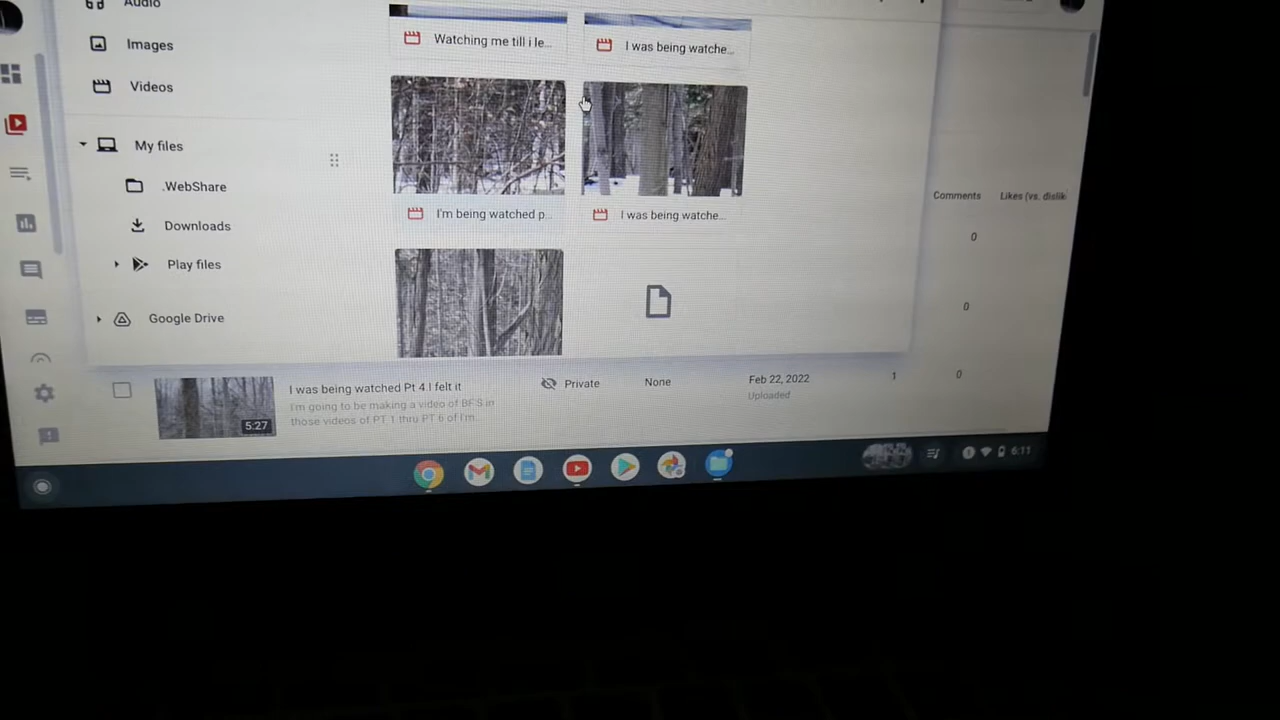 Audio
Images
Videos
My files
.WebShare
Downloads
Play files
Google Drive
Watching me till i le...
I was being watche...
I'm being watched p...
I was being watche...
Comments
Likes (vs. dislik
0
0
0
I was being watched Pt 4.I felt it
I'm going to be making a video of BFS in
those videos of PT 1 thru PT 6 of I'm...
5:27
Private
None
Feb 22, 2022
Uploaded
1
6:11